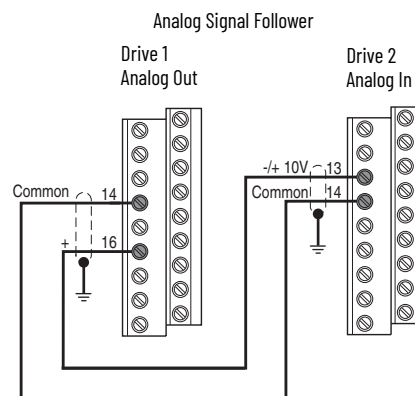 Analog Signal Follower
Drive 1
Analog Out
Drive 2
Analog In
Common 14
+ 16
-/+ 10V 13
Common 14